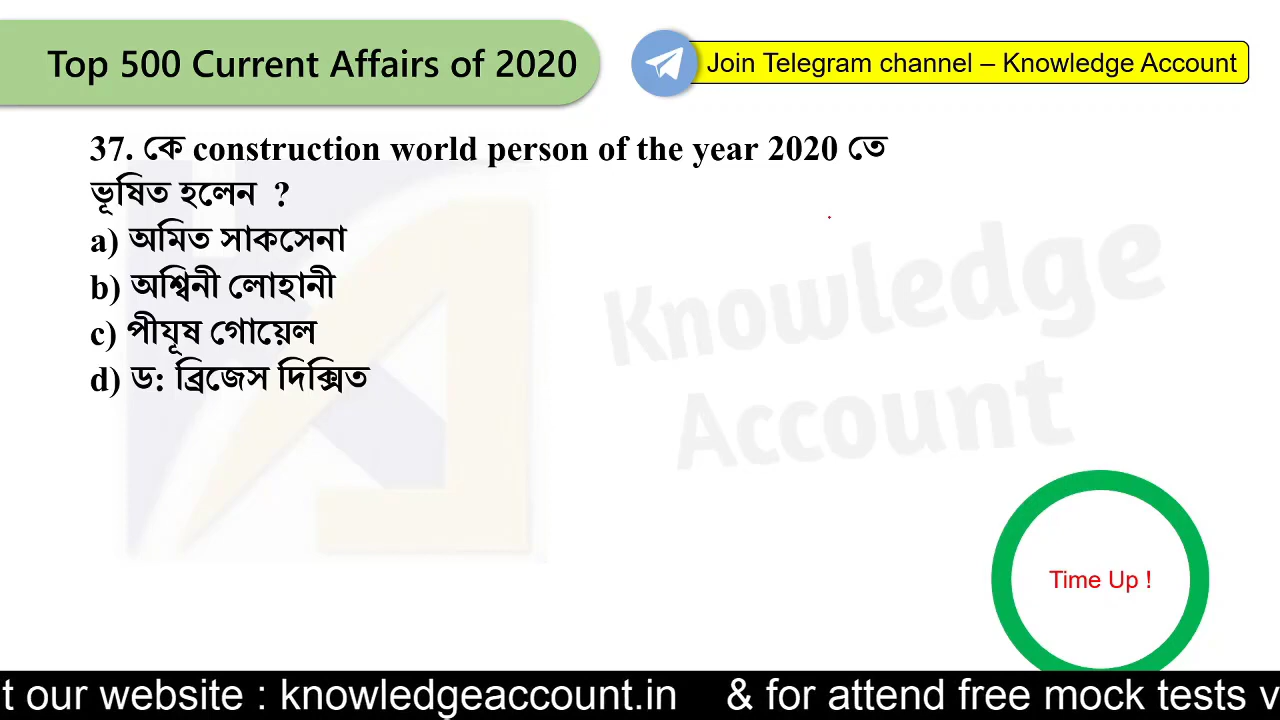 Top 500 Current Affairs of 2020
Join Telegram channel – Knowledge Account
37. কে construction world person of the year 2020 তে
ভূষিত হলেন ?
a) অমিত সাকসেনা
b) অশ্বিনী লোহানী
c) পীযূষ গোয়েল
d) ড: ব্রিজেস দিক্সিত
Knowledge
Account
Time Up !
t our website : knowledgeaccount.in & for attend free mock tests v